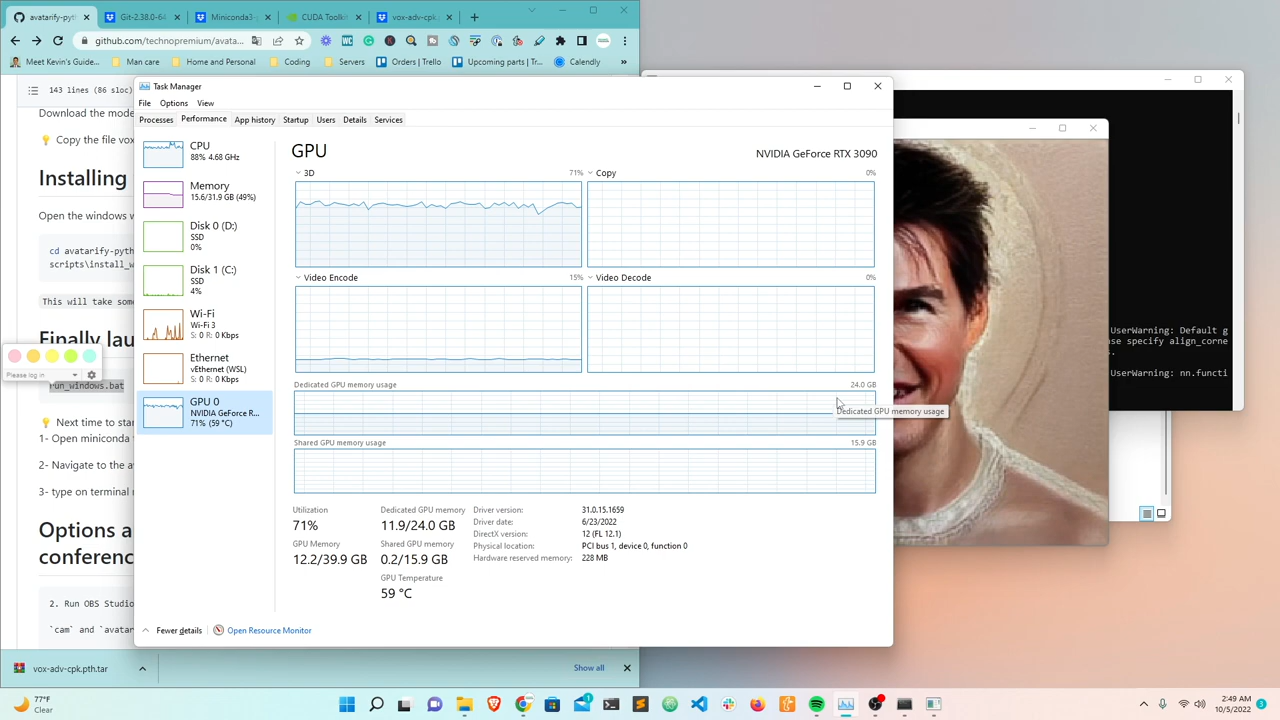 avatarify-pyt
Git-2.38.0-64
Miniconda3-
CUDA Toolkit
vox-adv-cpk.
github.com/technopremium/avata
Meet Kevin's Guide...
Man care
Home and Personal
Coding
Servers
Orders | Trello
Upcoming parts | Tr...
Calendly
»
143 lines (86 sloc)
Download the mode
Copy the file vox
Installing
Open the windows w
cd avatarify-pyth
scripts\install_w
This will take some
Finally lau
Please log in
run_windows.bat
Next time to star
1- Open miniconda
2- Navigate to the a
3- type on terminal r
Options a
conference
2. Run OBS Studio
`cam` and `avatar
vox-adv-cpk.pth.tar
Show all
Task Manager
File Options View
Processes Performance App history Startup Users Details Services
CPU
88% 4.68 GHz
Memory
15.6/31.9 GB (49%)
Disk 0 (D:)
SSD
0%
Disk 1 (C:)
SSD
4%
Wi-Fi
Wi-Fi 3
S: 0 R: 0 Kbps
Ethernet
vEthernet (WSL)
S: 0 R: 0 Kbps
GPU 0
NVIDIA GeForce R...
71% (59 °C)
GPU
NVIDIA GeForce RTX 3090
3D 71%
Copy 0%
Video Encode 15%
Video Decode 0%
Dedicated GPU memory usage 24.0 GB
Dedicated GPU memory usage
Shared GPU memory usage 15.9 GB
Utilization
71%
Dedicated GPU memory
11.9/24.0 GB
GPU Memory
12.2/39.9 GB
Shared GPU memory
0.2/15.9 GB
GPU Temperature
59 °C
Driver version: 31.0.15.1659
Driver date: 6/23/2022
DirectX version: 12 (FL 12.1)
Physical location: PCI bus 1, device 0, function 0
Hardware reserved memory: 228 MB
Fewer details
Open Resource Monitor
UserWarning: Default g
use specify align_corne
s.
UserWarning: nn.functi
77°F
Clear
2:49 AM
10/5/2022
3